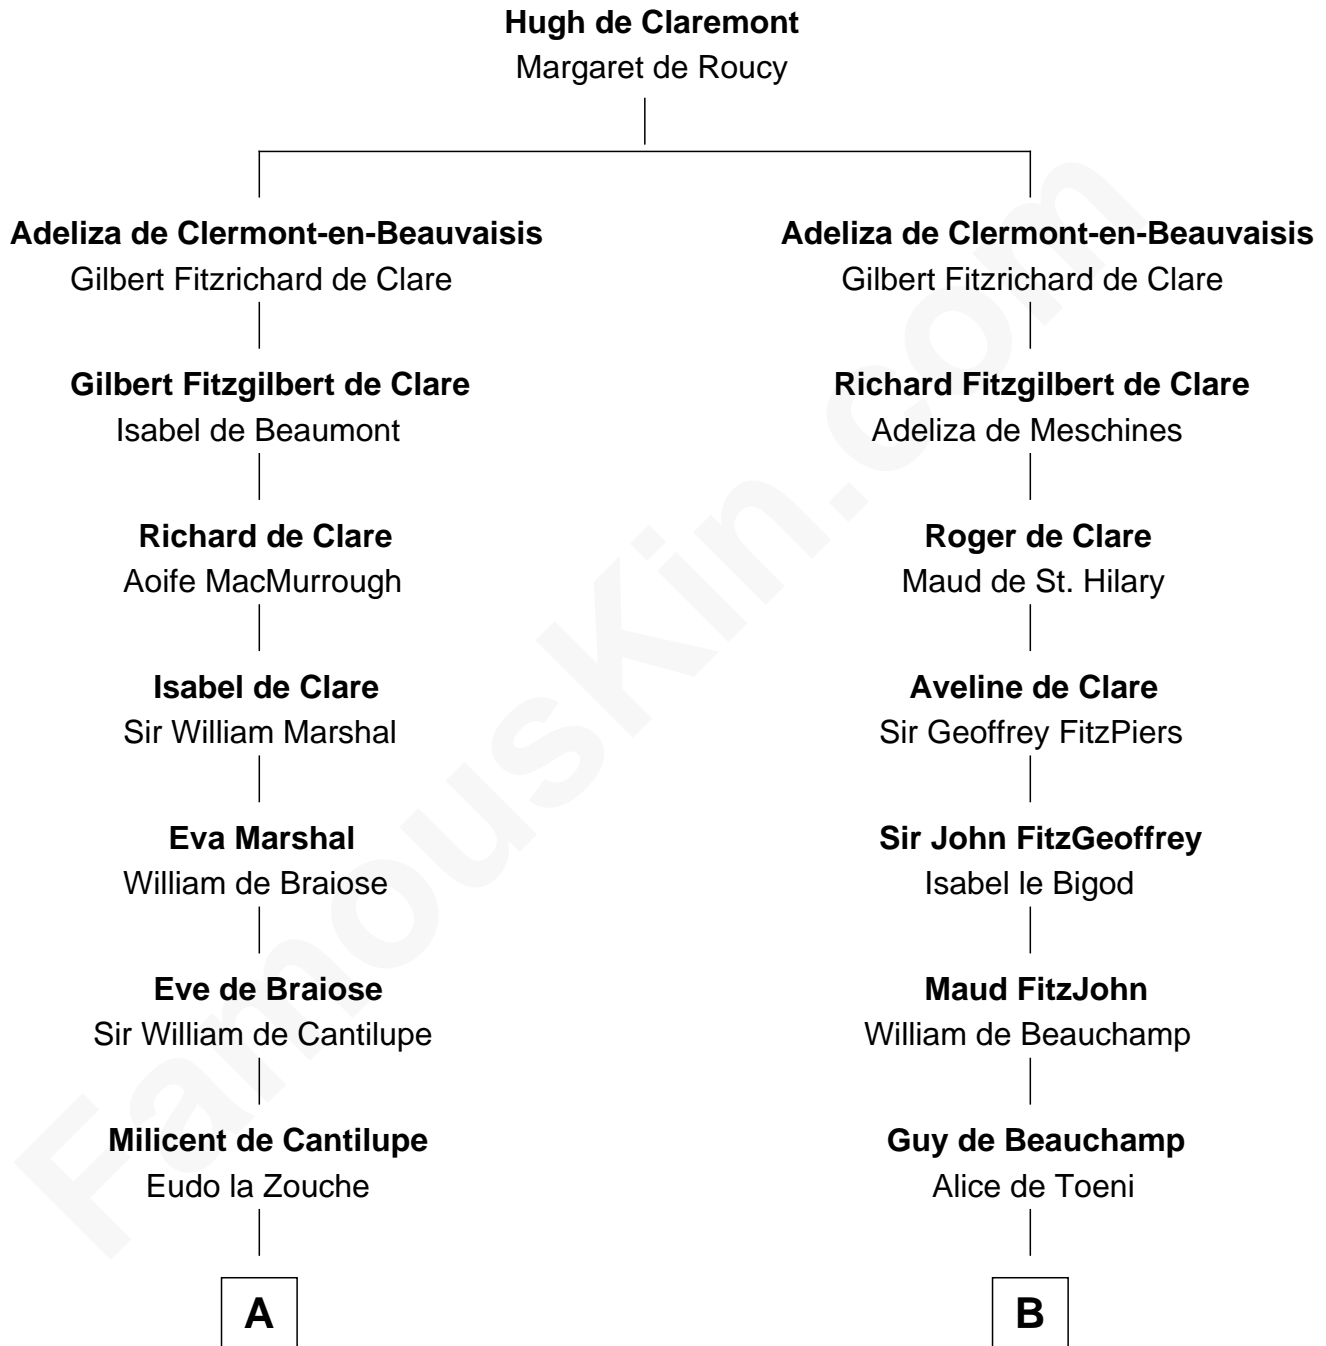 Hugh de Claremont
Margaret de Roucy
Adeliza de Clermont-en-Beauvaisis
Gilbert Fitzrichard de Clare
Gilbert Fitzgilbert de Clare
Isabel de Beaumont
Richard de Clare
Aoife MacMurrough
Isabel de Clare
Sir William Marshal
Eva Marshal
William de Braiose
Eve de Braiose
Sir William de Cantilupe
Milicent de Cantilupe
Eudo la Zouche
A
Adeliza de Clermont-en-Beauvaisis
Gilbert Fitzrichard de Clare
Richard Fitzgilbert de Clare
Adeliza de Meschines
Roger de Clare
Maud de St. Hilary
Aveline de Clare
Sir Geoffrey FitzPiers
Sir John FitzGeoffrey
Isabel le Bigod
Maud FitzJohn
William de Beauchamp
Guy de Beauchamp
Alice de Toeni
B
FamousKin.com